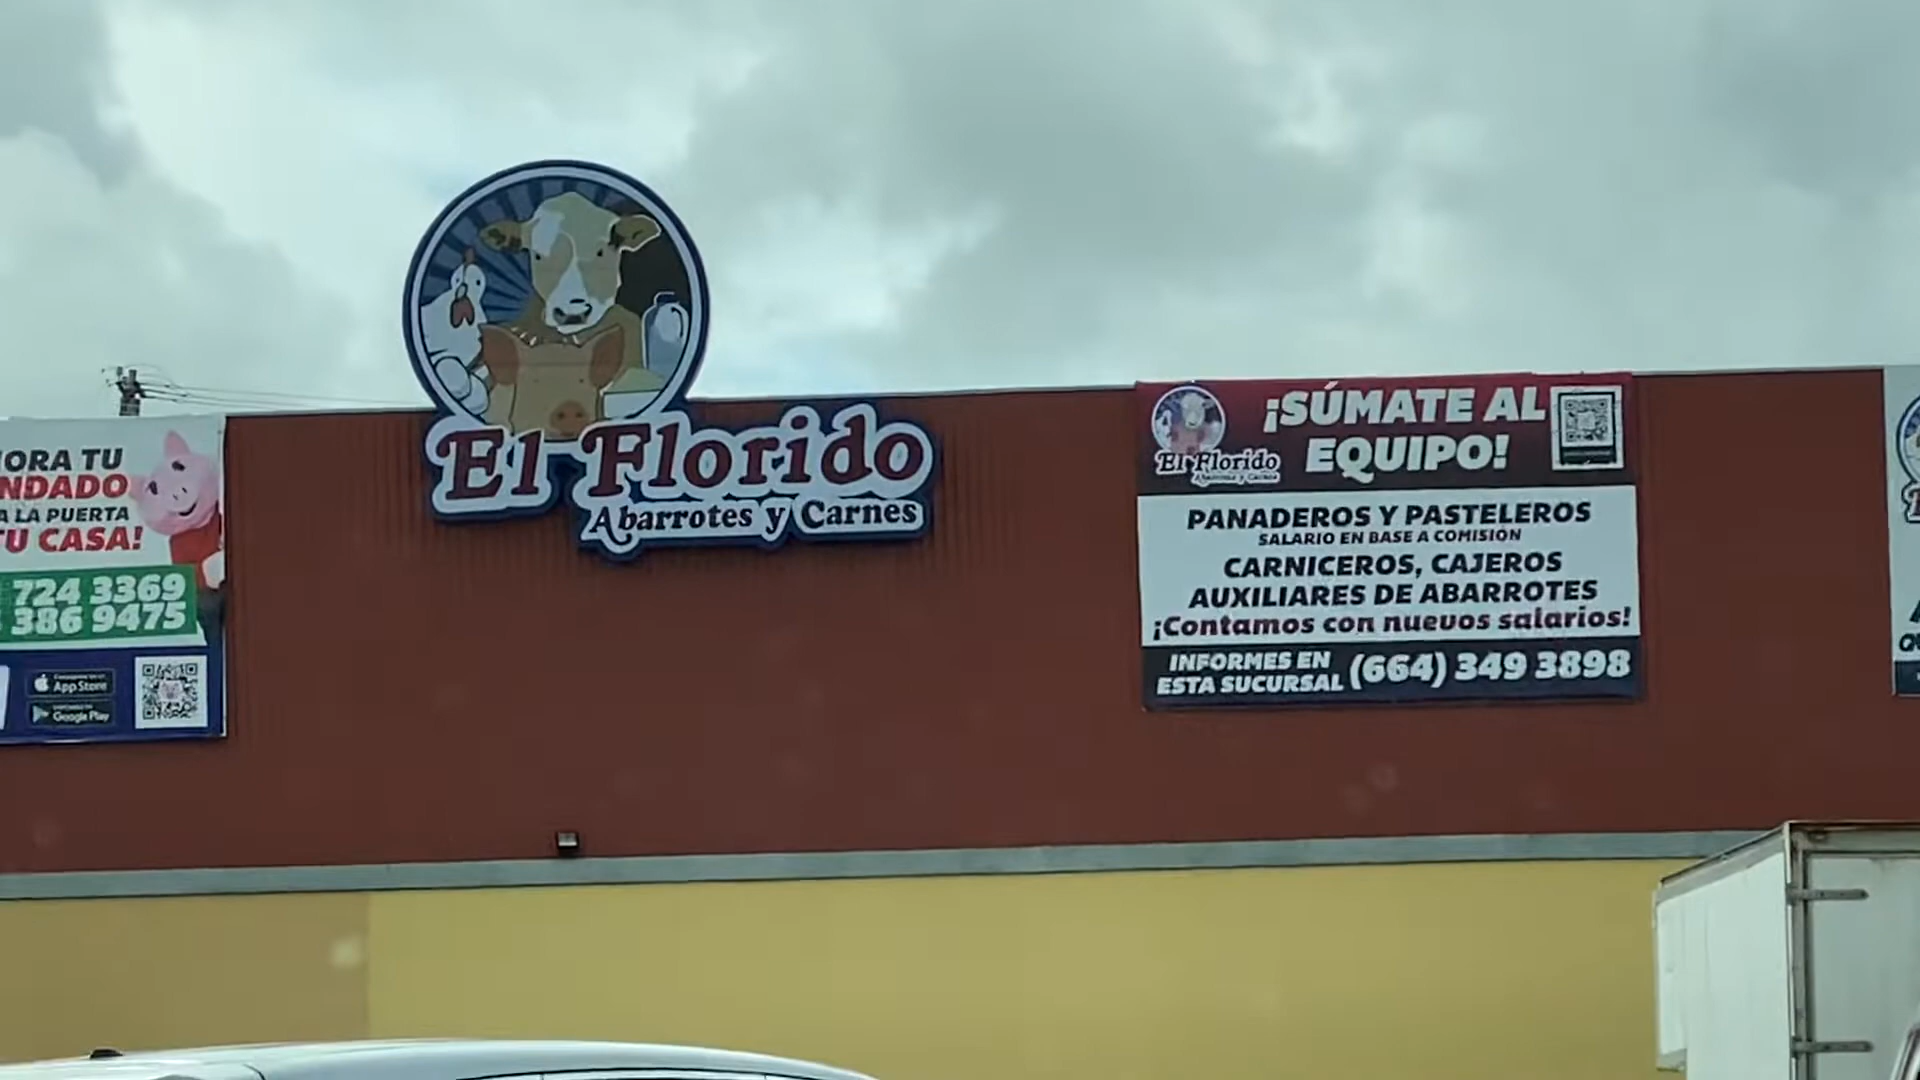 ORA TU
NDADO
A LA PUERTA
TU CASA!
724 3369
386 9475
App Store
Google Play
El Florido
Abarrotes y Carnes
El Florido
Abarrotes y Carnes
¡SÚMATE AL
EQUIPO!
PANADEROS Y PASTELEROS
SALARIO EN BASE A COMISION
CARNICEROS, CAJEROS
AUXILIARES DE ABARROTES
¡Contamos con nuevos salarios!
INFORMES EN
ESTA SUCURSAL
(664) 349 3898